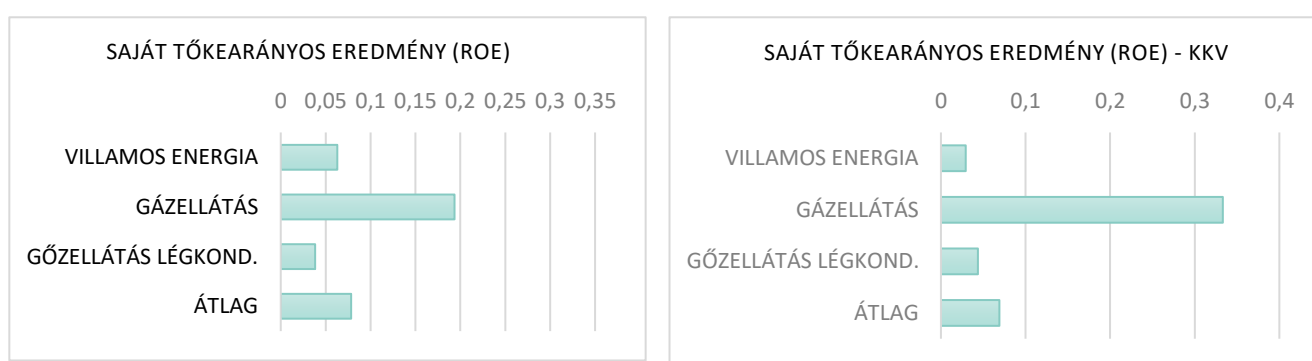 SAJÁT TŐKEARÁNYOS EREDMÉNY (ROE)
0 0,05 0,1 0,15 0,2 0,25 0,3 0,35
VILLAMOS ENERGIA
GÁZELLÁTÁS
GŐZELLÁTÁS LÉGKOND.
ÁTLAG
SAJÁT TŐKEARÁNYOS EREDMÉNY (ROE) - KKV
0 0,1 0,2 0,3 0,4
VILLAMOS ENERGIA
GÁZELLÁTÁS
GŐZELLÁTÁS LÉGKOND.
ÁTLAG